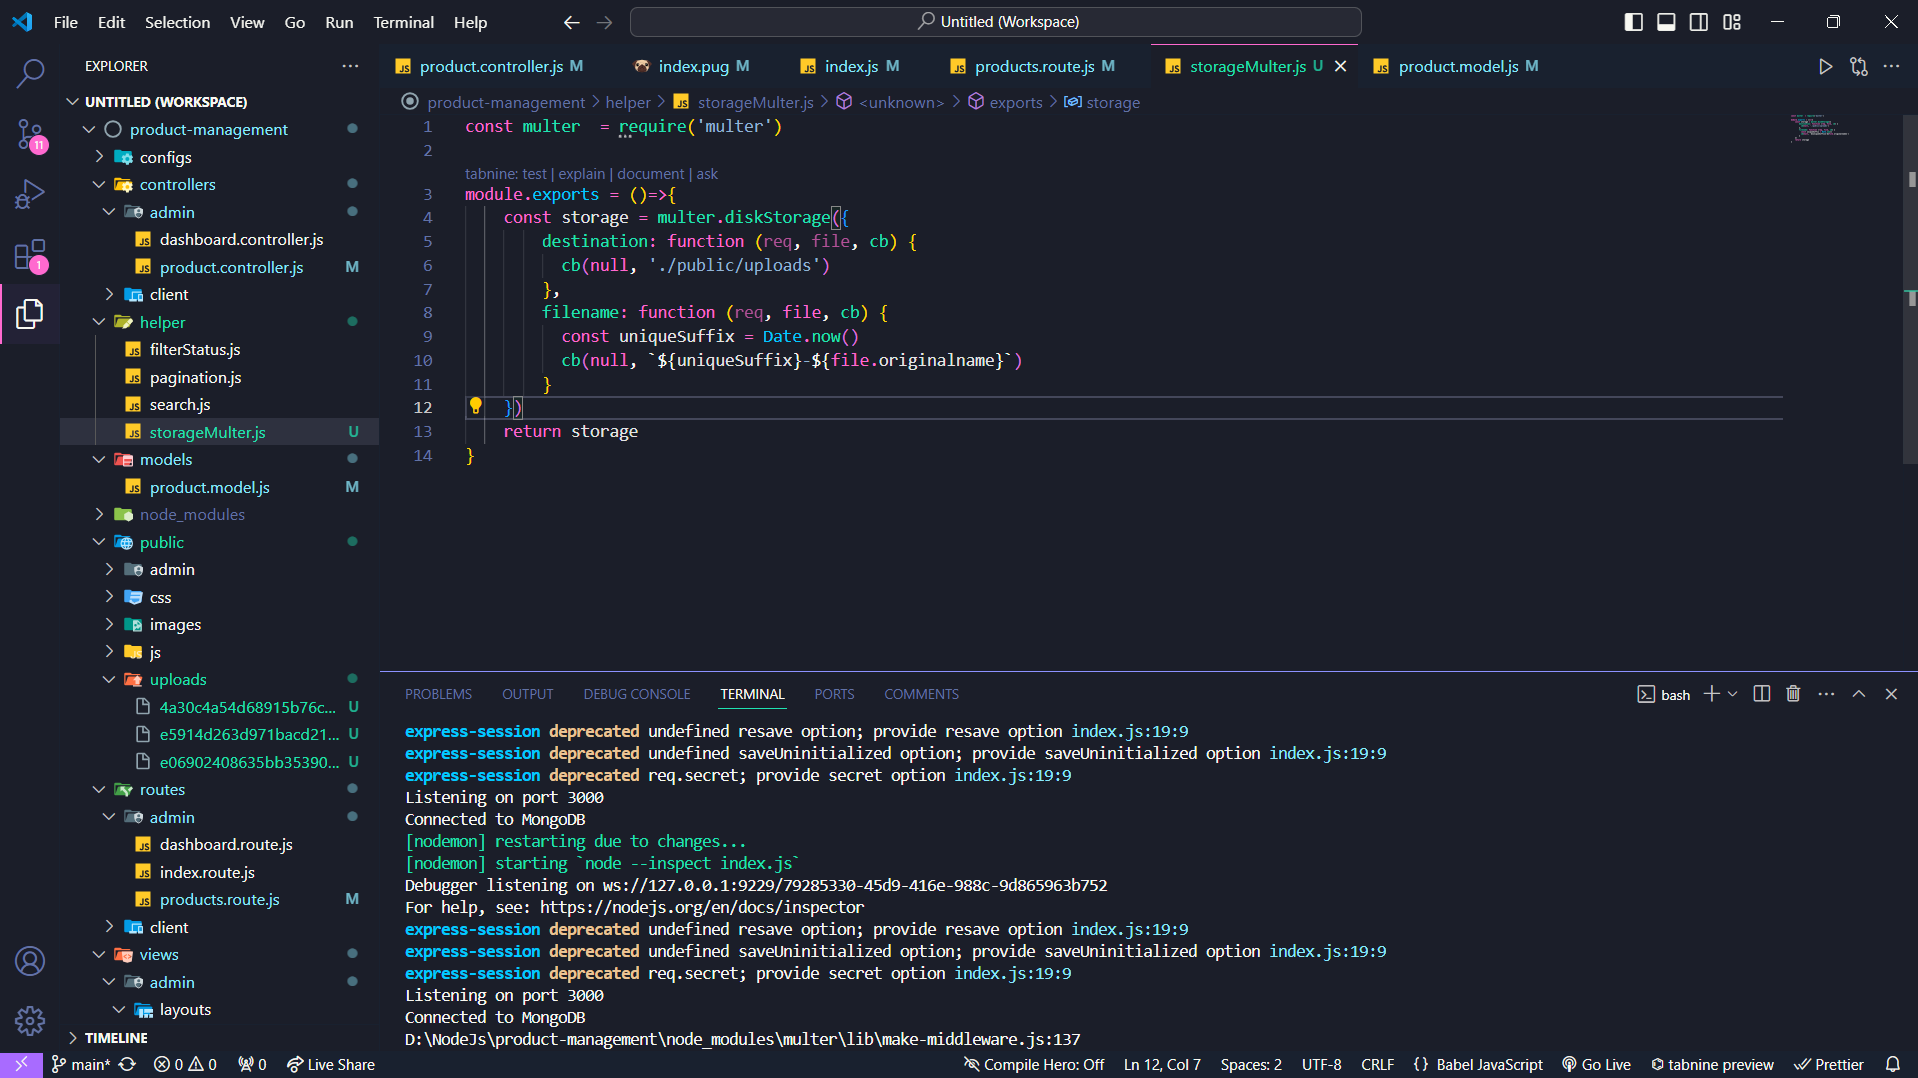 File Edit Selection View Go Run Terminal Help
Untitled (Workspace)
EXPLORER
UNTITLED (WORKSPACE)
product-management
configs
controllers
admin
dashboard.controller.js
product.controller.js M
client
helper
filterStatus.js
pagination.js
search.js
storageMulter.js U
models
product.model.js M
node_modules
public
admin
css
images
js
uploads
4a30c4a54d68915b76c... U
e5914d263d971bacd21... U
e06902408635bb35390... U
routes
admin
dashboard.route.js
index.route.js
products.route.js M
client
views
admin
layouts
TIMELINE
11
1
product.controller.js M index.pug M index.js M products.route.js M storageMulter.js U product.model.js M
product-management > helper > storageMulter.js > <unknown> > exports > storage
1 const multer  = require('multer')
2
tabnine: test | explain | document | ask
3 module.exports = ()=>{
4 const storage = multer.diskStorage({
5 destination: function (req, file, cb) {
6 cb(null, './public/uploads')
7 },
8 filename: function (req, file, cb) {
9 const uniqueSuffix = Date.now()
10 cb(null, `${uniqueSuffix}-${file.originalname}`)
11 }
12 })
13 return storage
14 }
PROBLEMS OUTPUT DEBUG CONSOLE TERMINAL PORTS COMMENTS
bash
express-session deprecated undefined resave option; provide resave option index.js:19:9
express-session deprecated undefined saveUninitialized option; provide saveUninitialized option index.js:19:9
express-session deprecated req.secret; provide secret option index.js:19:9
Listening on port 3000
Connected to MongoDB
[nodemon] restarting due to changes...
[nodemon] starting `node --inspect index.js`
Debugger listening on ws://127.0.0.1:9229/79285330-45d9-416e-988c-9d865963b752
For help, see: https://nodejs.org/en/docs/inspector
express-session deprecated undefined resave option; provide resave option index.js:19:9
express-session deprecated undefined saveUninitialized option; provide saveUninitialized option index.js:19:9
express-session deprecated req.secret; provide secret option index.js:19:9
Listening on port 3000
Connected to MongoDB
D:\NodeJs\product-management\node_modules\multer\lib\make-middleware.js:137
main* 0 0 0 Live Share
Compile Hero: Off Ln 12, Col 7 Spaces: 2 UTF-8 CRLF {} Babel JavaScript Go Live tabnine preview Prettier